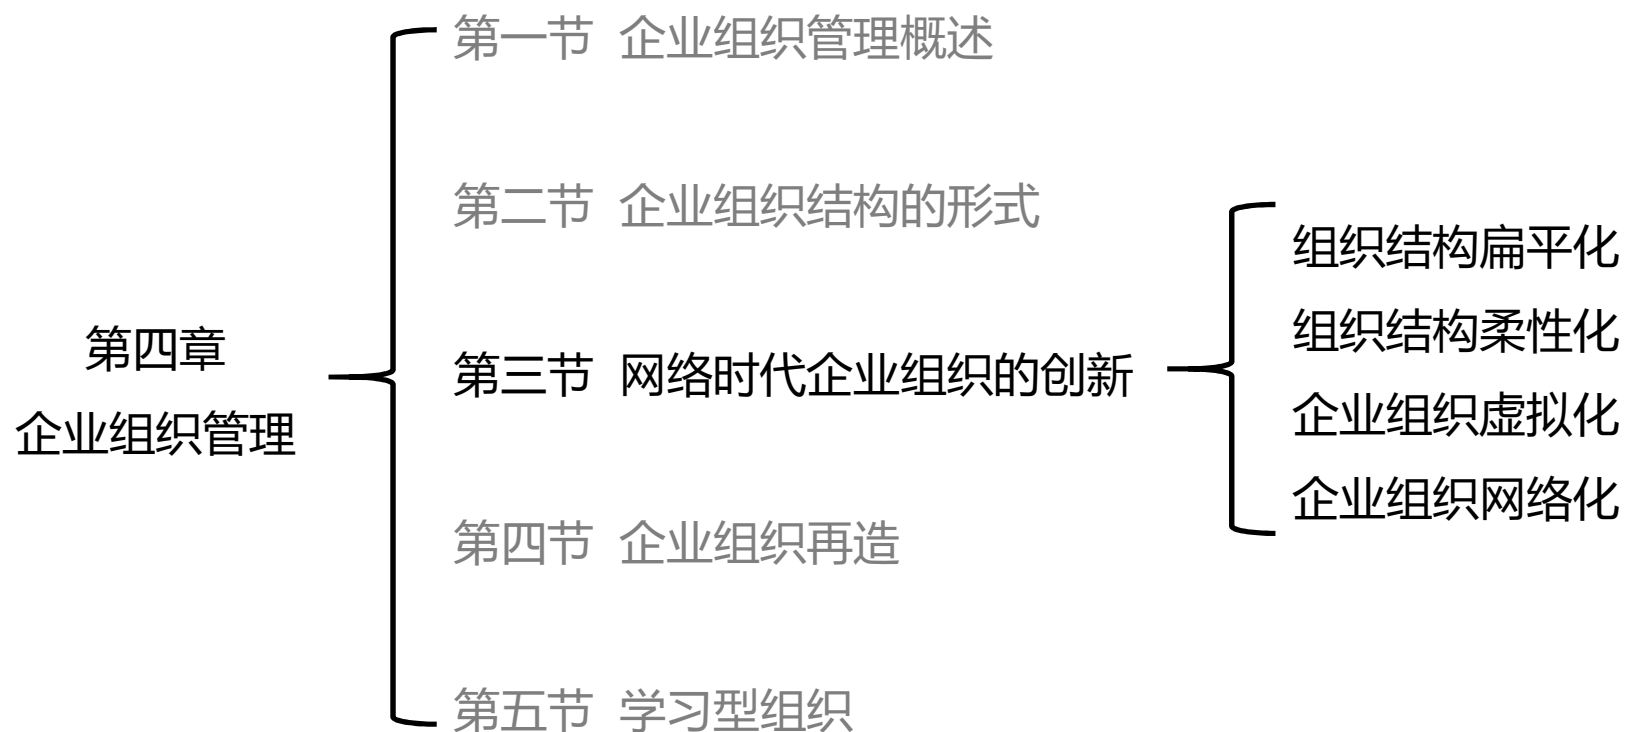 第四章
企业组织管理
第一节 企业组织管理概述
第二节 企业组织结构的形式
第三节 网络时代企业组织的创新
第四节 企业组织再造
第五节 学习型组织
组织结构扁平化
组织结构柔性化
企业组织虚拟化
企业组织网络化